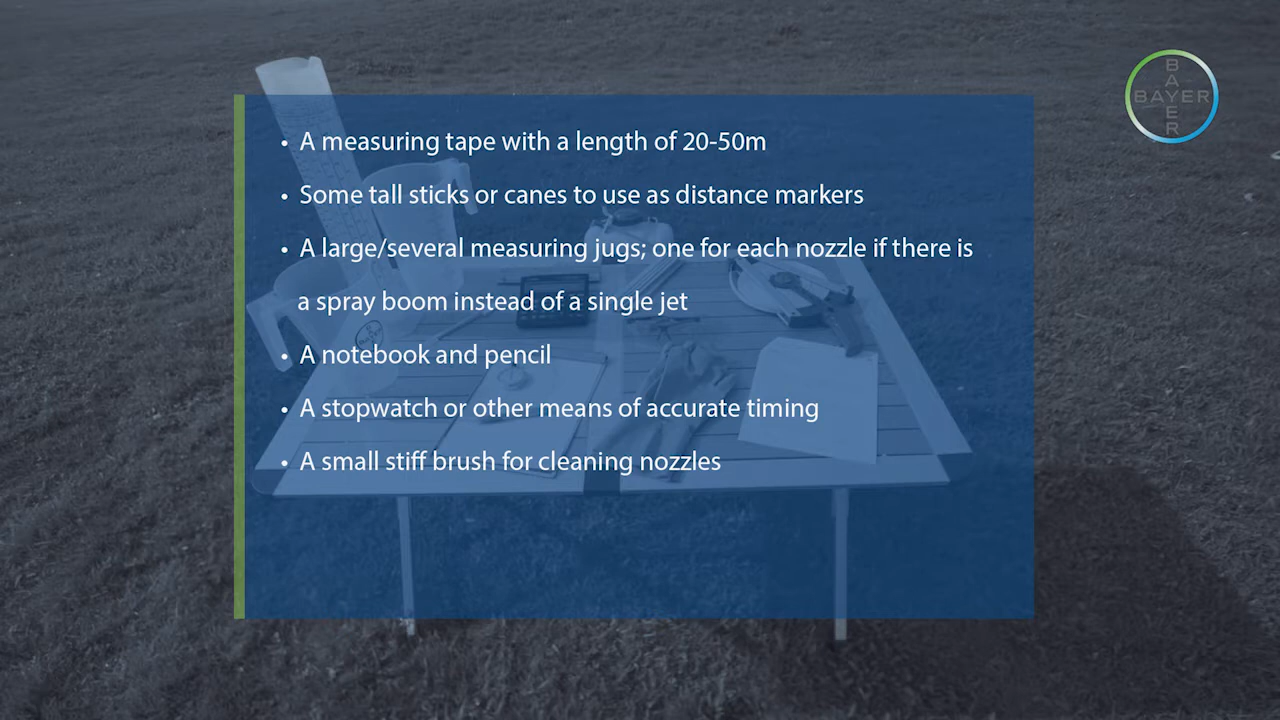 • A measuring tape with a length of 20-50m
• Some tall sticks or canes to use as distance markers
• A large/several measuring jugs; one for each nozzle if there is
a spray boom instead of a single jet
• A notebook and pencil
• A stopwatch or other means of accurate timing
• A small stiff brush for cleaning nozzles
BAYER
BAYER